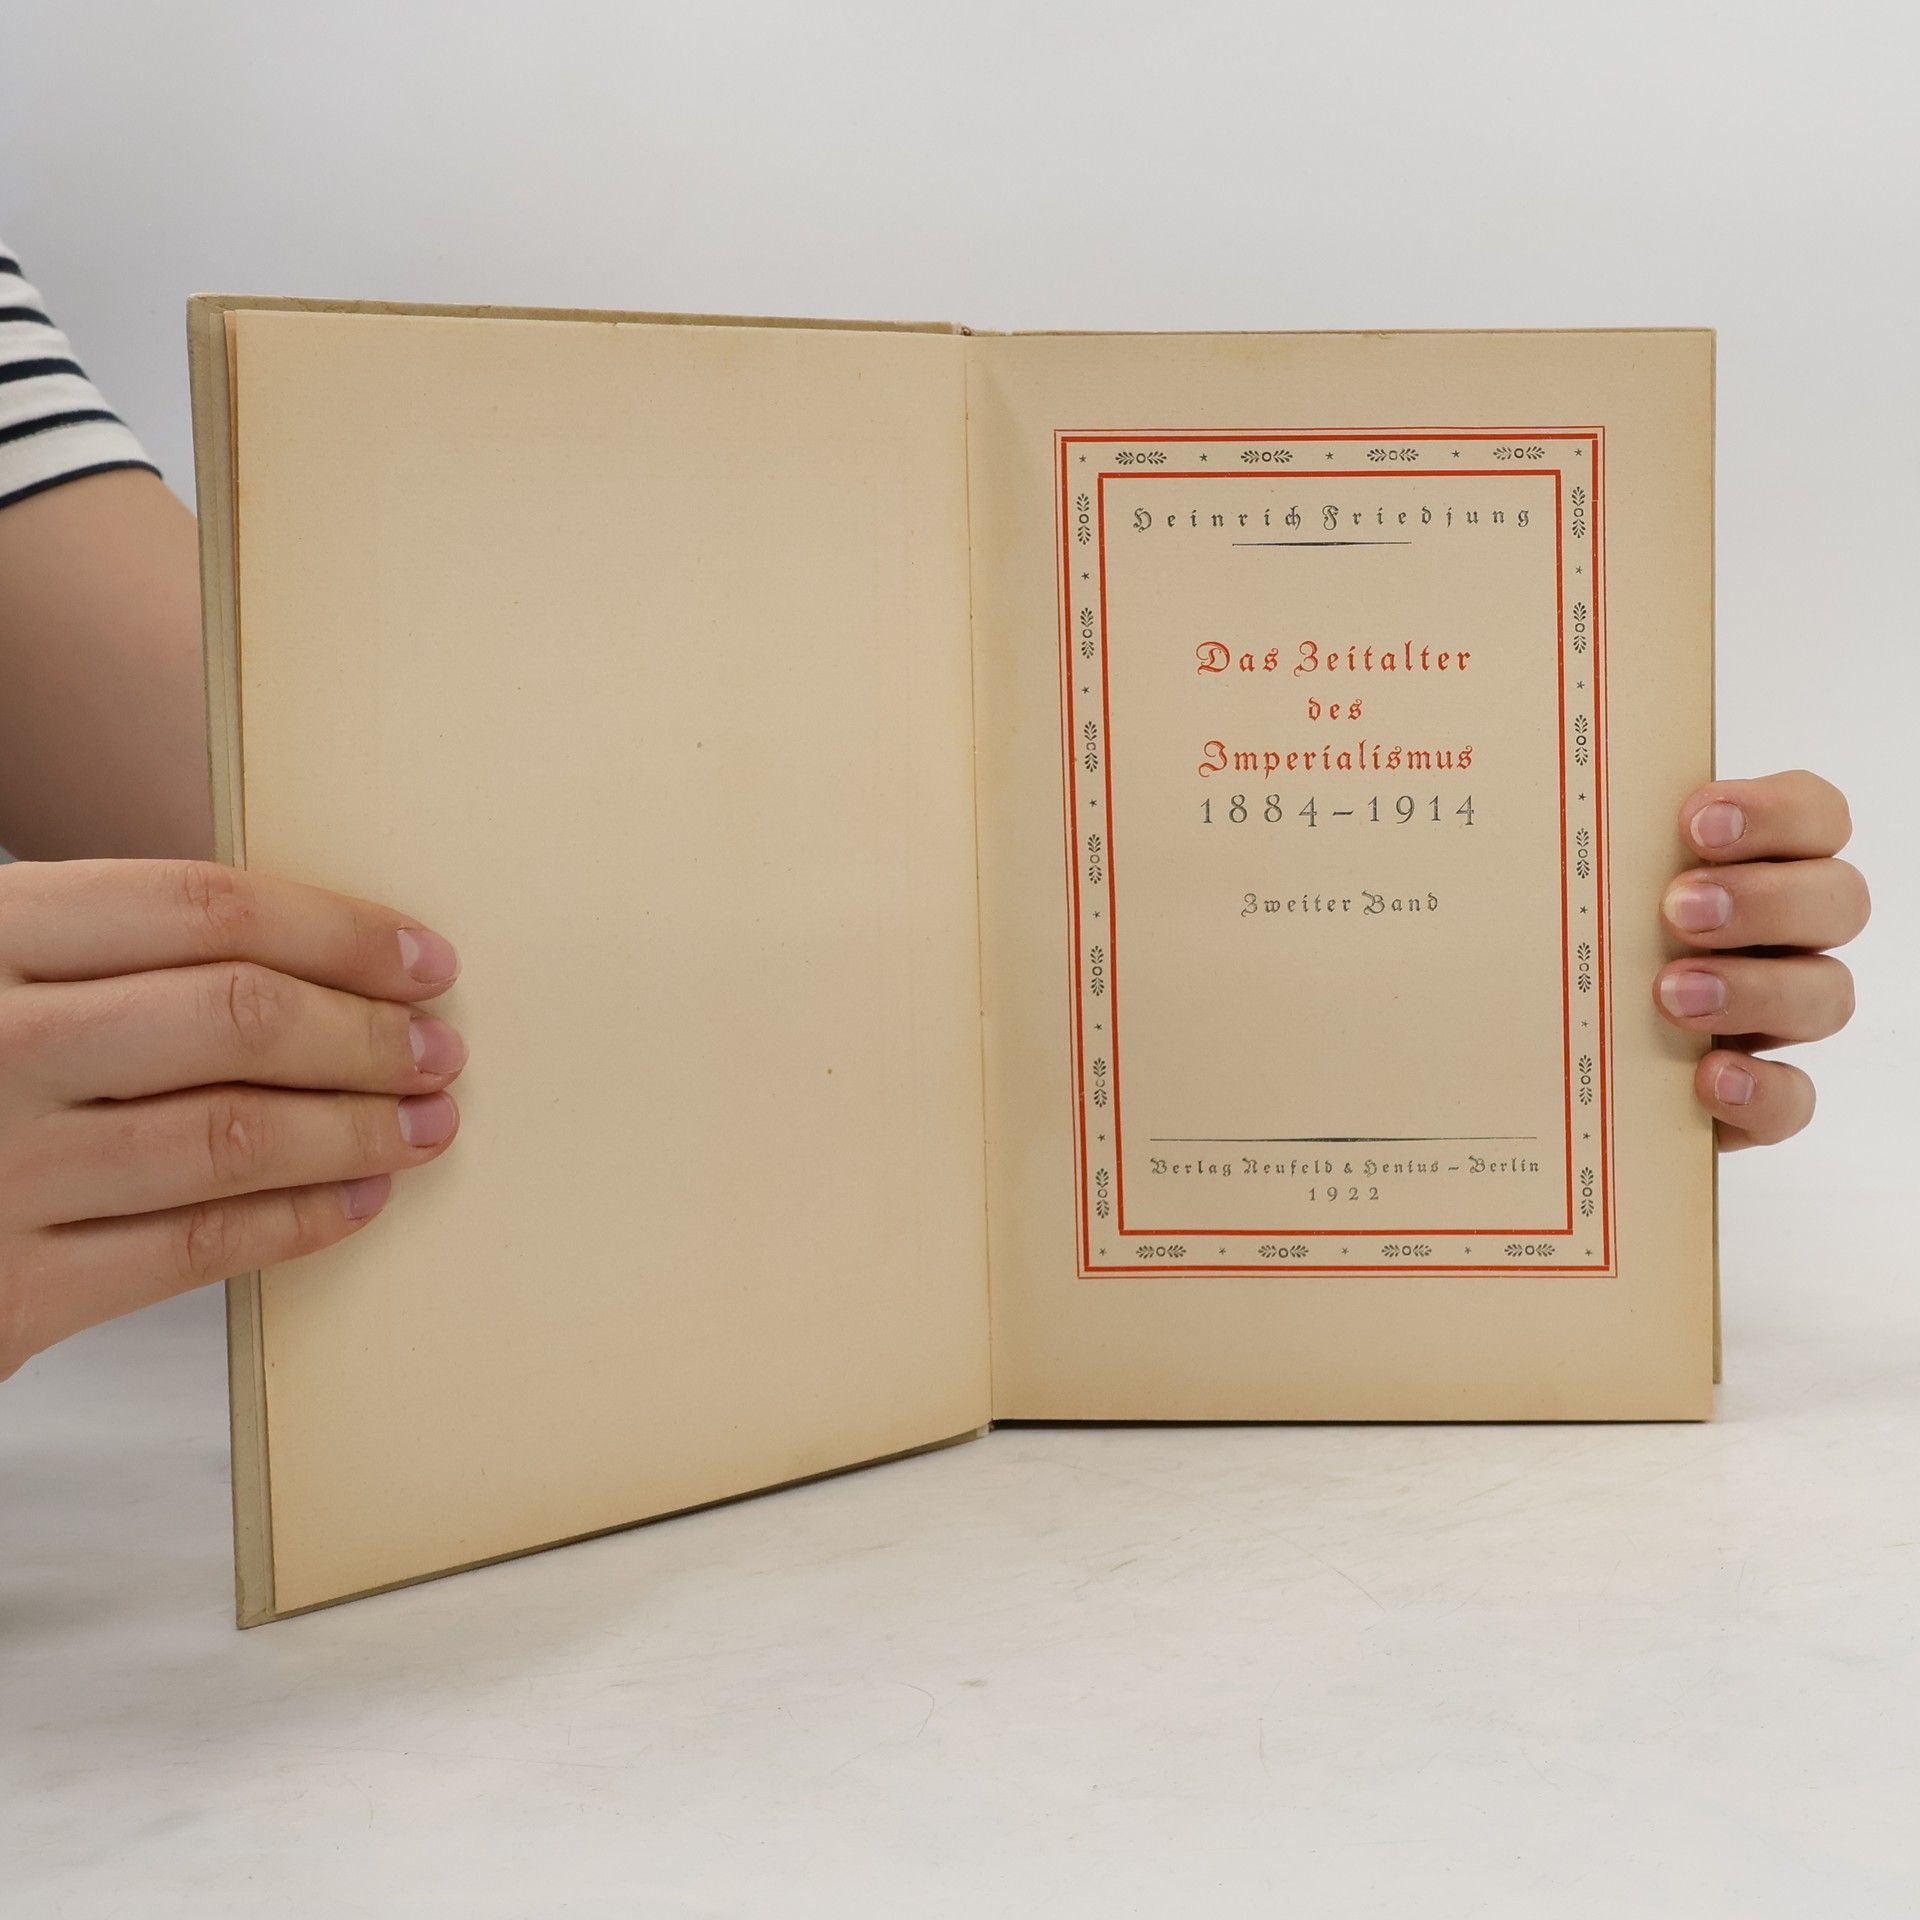 Heinrich Friedjung
Das Zeitalter
des
Imperialismus
1884–1914
Zweiter Band
Verlag Neufeld & Henius – Berlin
1922